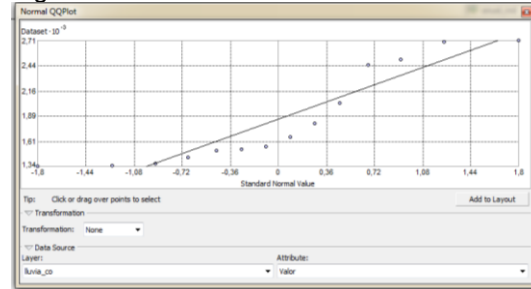 Normal QQPlot
Dataset · 10⁻³
2,71
2,44
2,16
1,89
1,61
1,34
-1,8 -1,44 -1,08 -0,72 -0,36 0 0,36 0,72 1,08 1,44 1,8
Standard Normal Value
Tip: Click or drag over points to select Add to Layout
Transformation
Transformation: None
Data Source
Layer: Attribute:
lluvia_co Valor